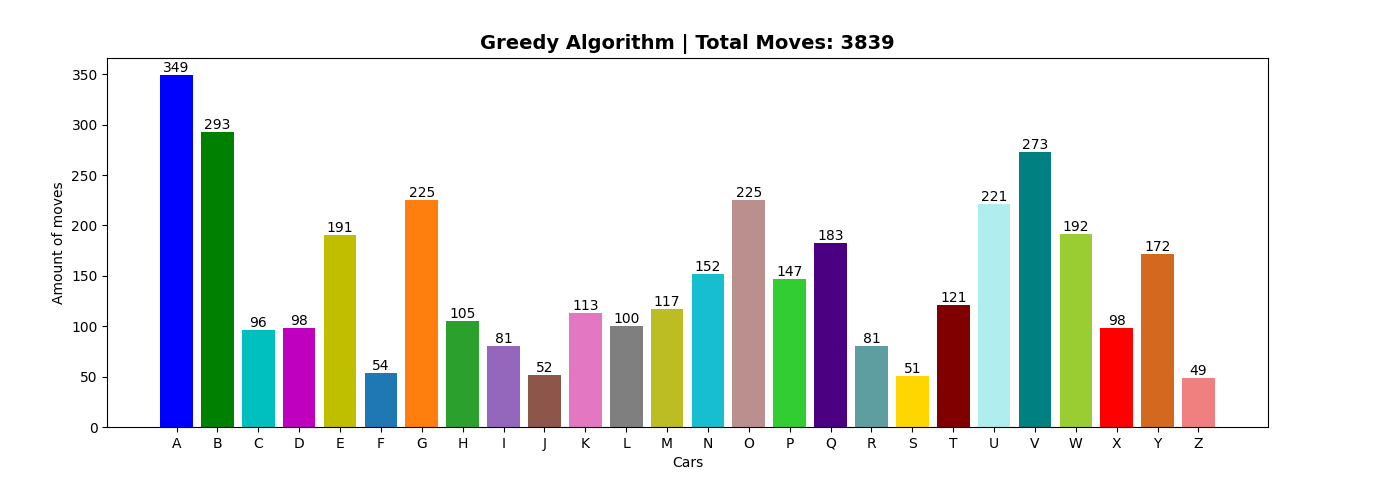 Greedy Algorithm | Total Moves: 3839
Amount of moves
350
300
250
200
150
100
50
0
349 293 96 98 191 54 225 105 81 52 113 100 117 152 225 147 183 81 51 121 221 273 192 98 172 49
A B C D E F G H I J K L M N O P Q R S T U V W X Y Z
Cars